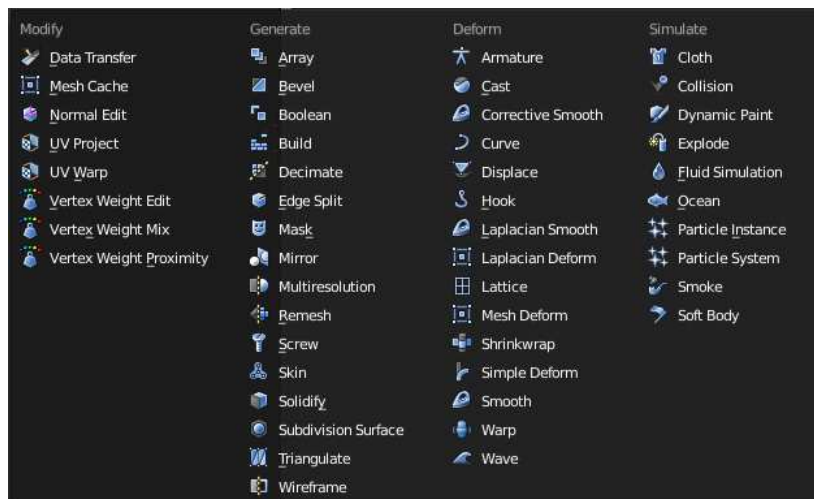 Modify
Data Transfer
Mesh Cache
Normal Edit
UV Project
UV Warp
Vertex Weight Edit
Vertex Weight Mix
Vertex Weight Proximity
Generate
Array
Bevel
Boolean
Build
Decimate
Edge Split
Mask
Mirror
Multiresolution
Remesh
Screw
Skin
Solidify
Subdivision Surface
Triangulate
Wireframe
Deform
Armature
Cast
Corrective Smooth
Curve
Displace
Hook
Laplacian Smooth
Laplacian Deform
Lattice
Mesh Deform
Shrinkwrap
Simple Deform
Smooth
Warp
Wave
Simulate
Cloth
Collision
Dynamic Paint
Explode
Fluid Simulation
Ocean
Particle Instance
Particle System
Smoke
Soft Body